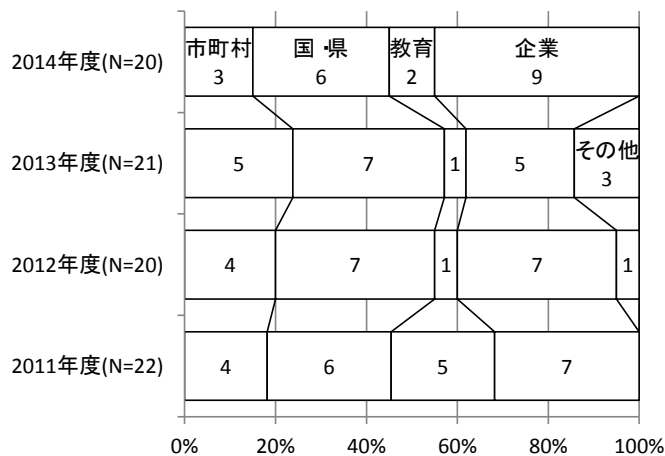 2014年度(N=20)
市町村 国・県 教育 企業
3 6 2 9
2013年度(N=21)
その他
5 7 1 5 3
2012年度(N=20)
4 7 1 7 1
2011年度(N=22)
4 6 5 7
0% 20% 40% 60% 80% 100%